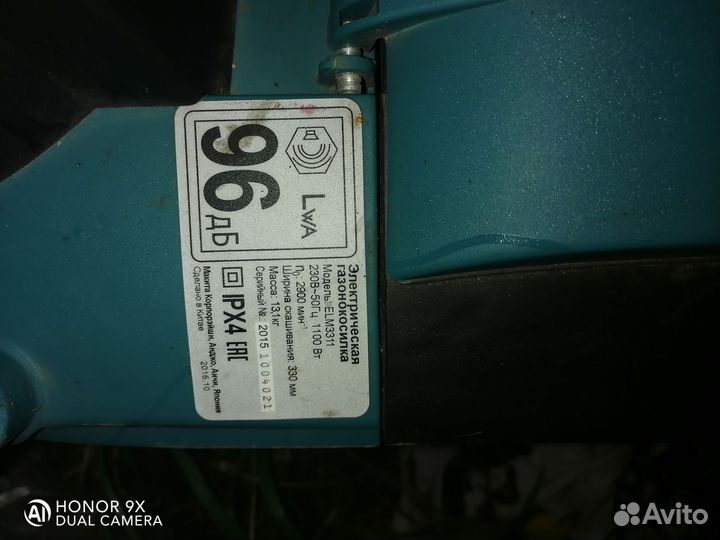 96
дБ
LWA
Электрическая
газонокосилка
Модель: ELM3311
230В~50Гц 1100 Вт
n₀: 2900 мин⁻¹
Ширина скашивания: 330 мм
Масса: 13,1кг
Серийный №: 2015 1004021
IPX4 EAC
Макита Корпорэйшн, Андзо, Аичи, Япония
Сделано в Китае
2015.10
AI
HONOR 9X
DUAL CAMERA
Avito